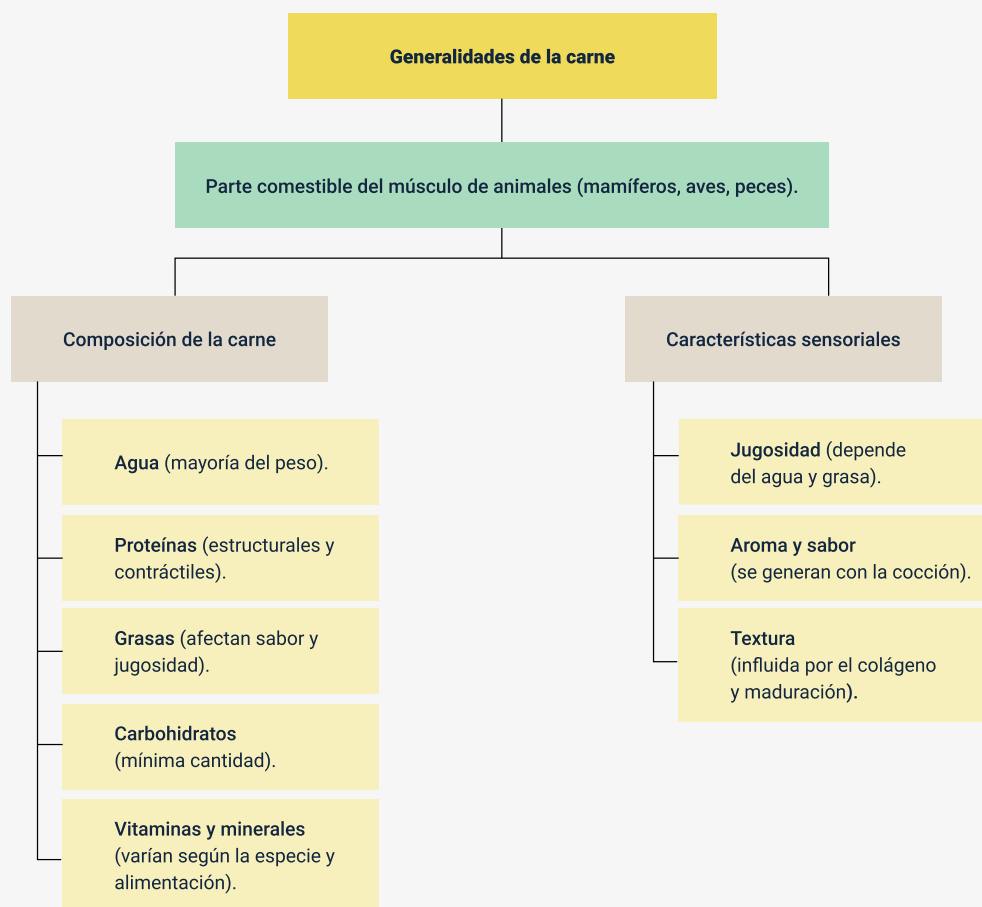 Generalidades de la carne
Parte comestible del músculo de animales (mamíferos, aves, peces).
Composición de la carne
Agua (mayoría del peso).
Proteínas (estructurales y
contráctiles).
Grasas (afectan sabor y
jugosidad).
Carbohidratos
(mínima cantidad).
Vitaminas y minerales
(varían según la especie y
alimentación).
Características sensoriales
Jugosidad (depende
del agua y grasa).
Aroma y sabor
(se generan con la cocción).
Textura
(influida por el colágeno
y maduración).